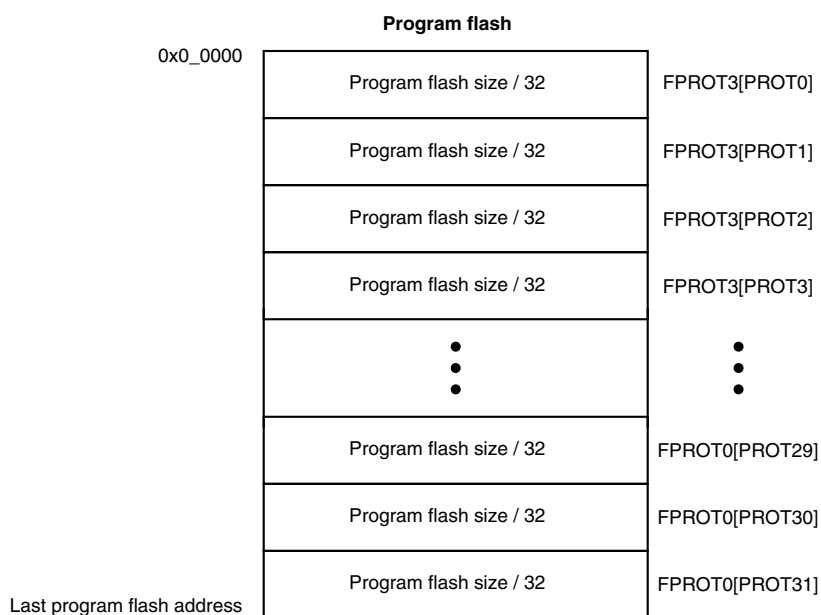 Program flash
0x0_0000
Program flash size / 32 FPROT3[PROT0]
Program flash size / 32 FPROT3[PROT1]
Program flash size / 32 FPROT3[PROT2]
Program flash size / 32 FPROT3[PROT3]
Program flash size / 32 FPROT0[PROT29]
Program flash size / 32 FPROT0[PROT30]
Program flash size / 32 FPROT0[PROT31]
Last program flash address